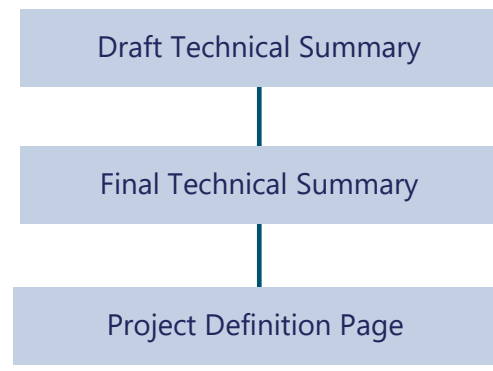 Draft Technical Summary
Final Technical Summary
Project Definition Page